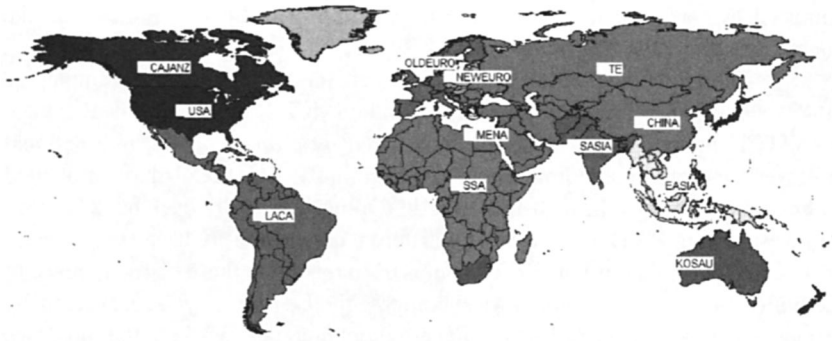 OLDEURO
CAJANZ
NEWEURO
TE
USA
CHINA
MENA
SASIA
SSA
EASIA
LACA
KOSAU